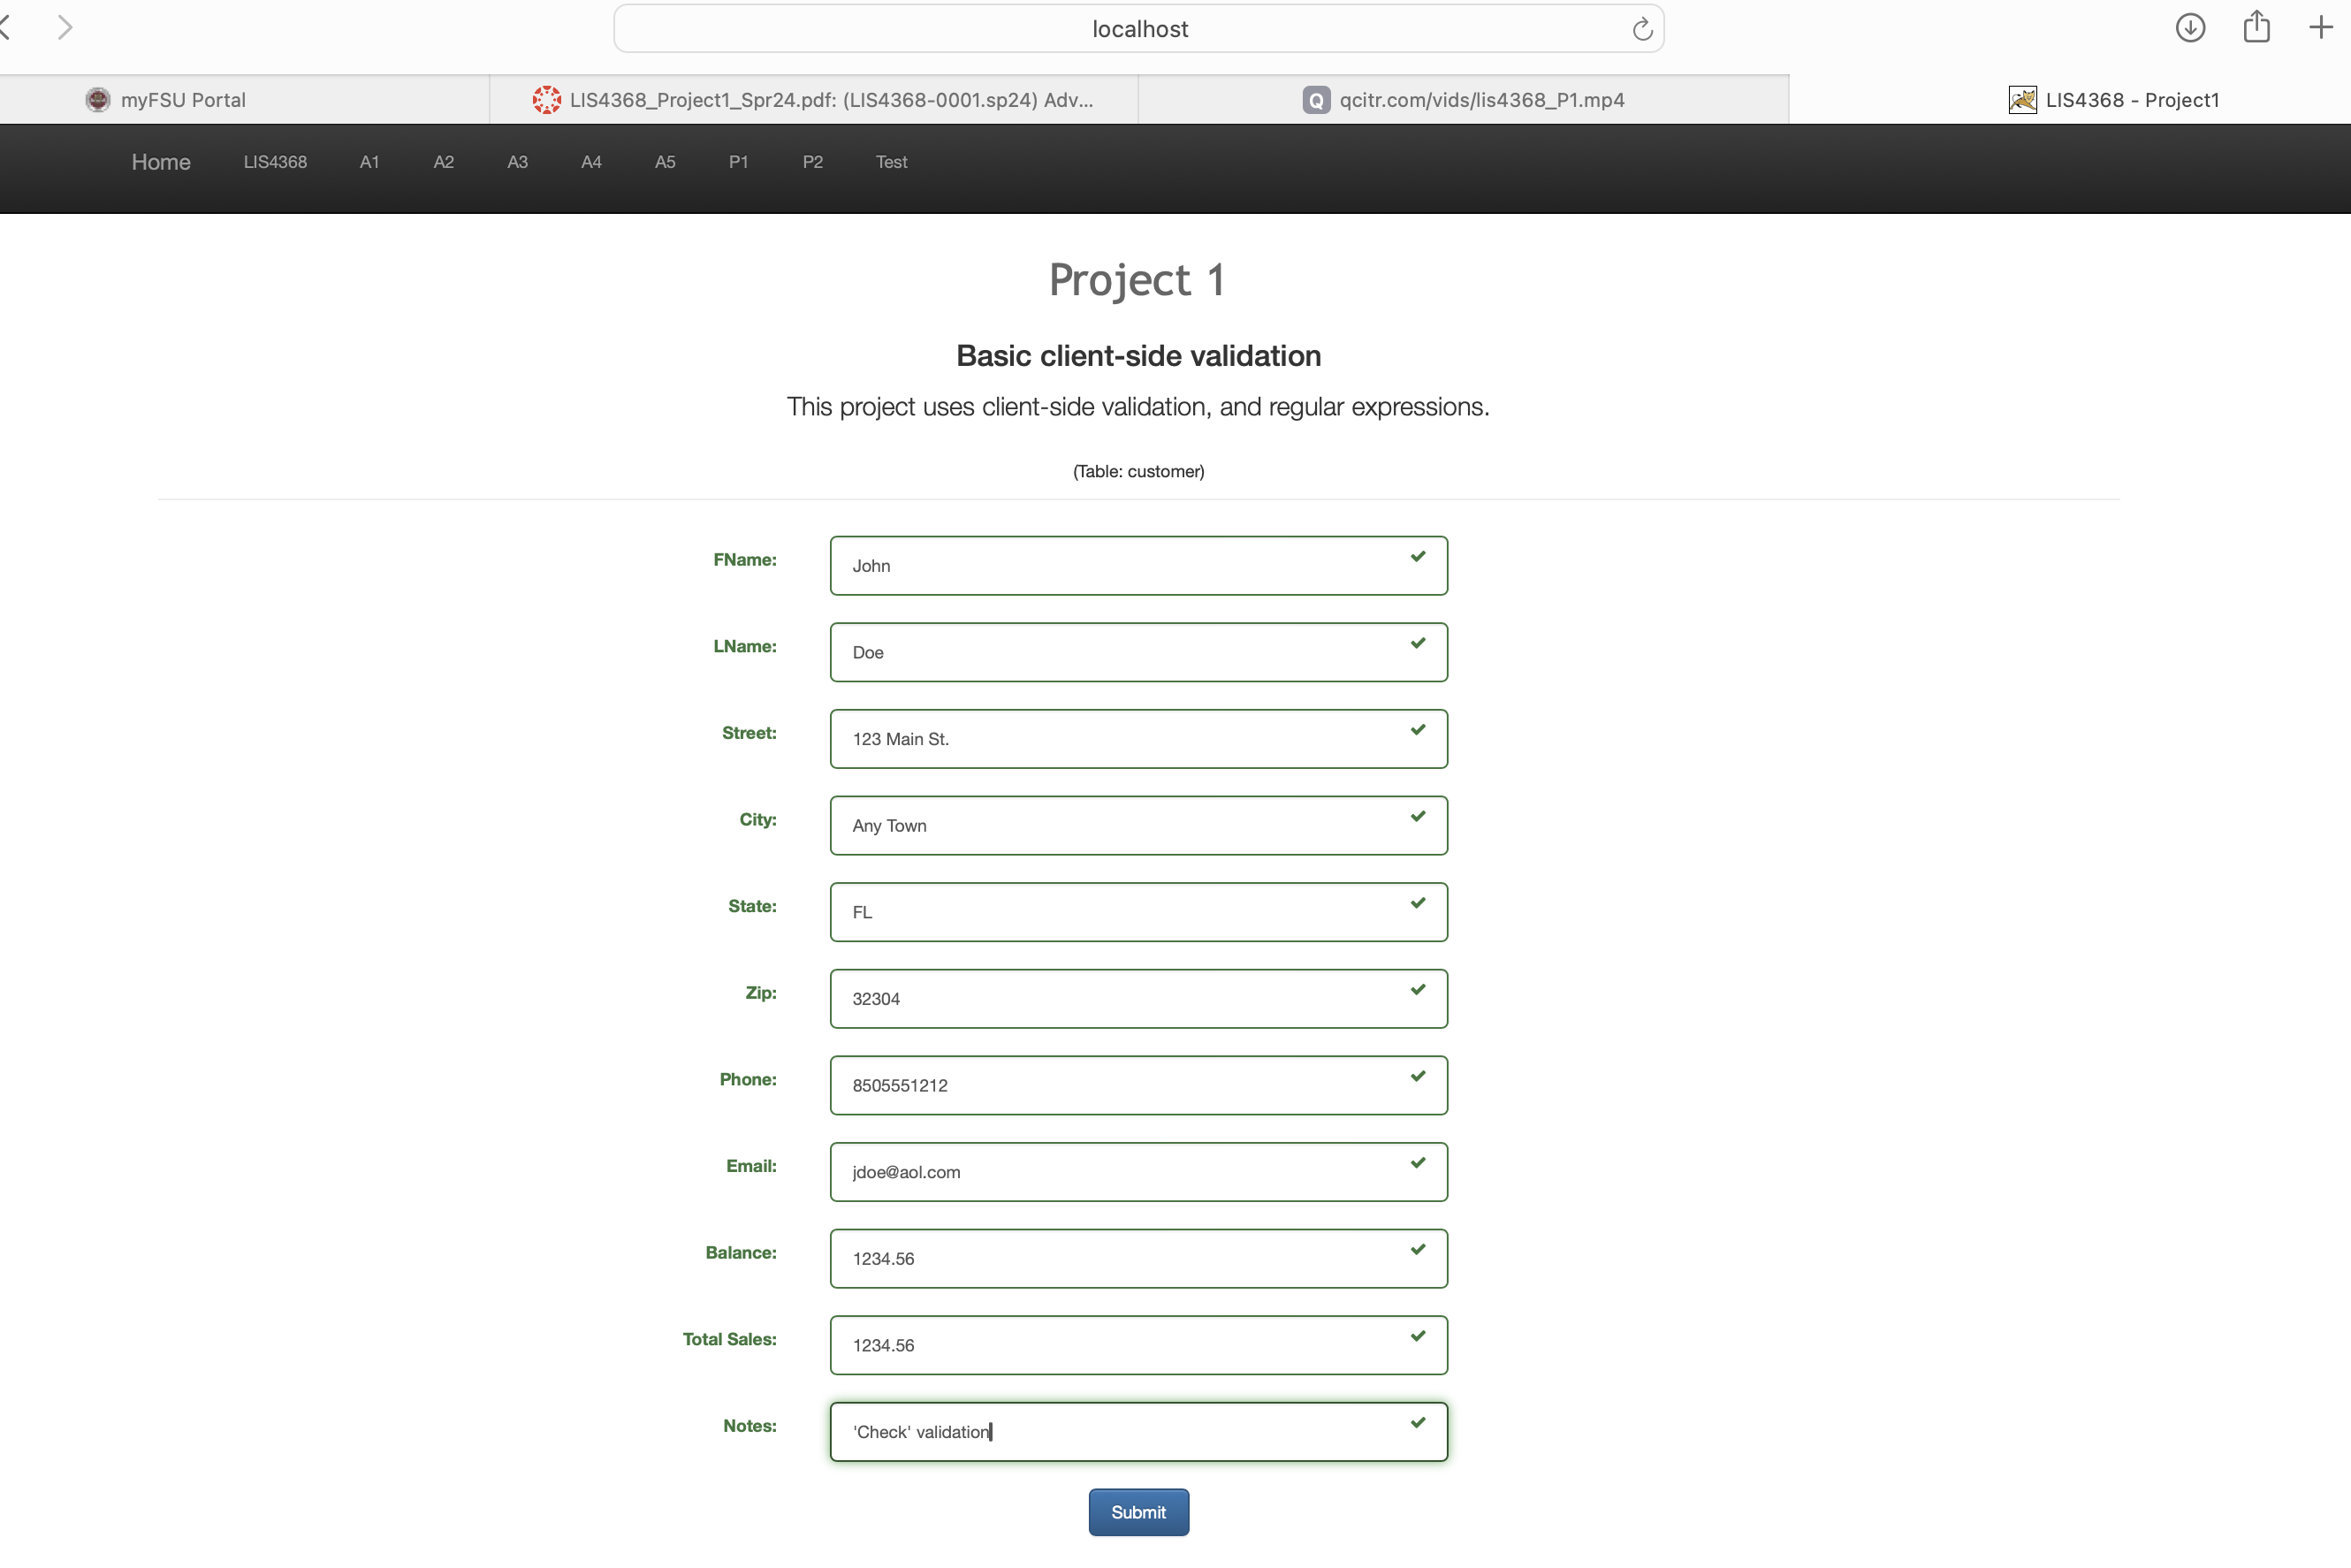 localhost
myFSU Portal
LIS4368_Project1_Spr24.pdf: (LIS4368-0001.sp24) Adv...
Q qcitr.com/vids/lis4368_P1.mp4
LIS4368 - Project1
Home LIS4368 A1 A2 A3 A4 A5 P1 P2 Test
Project 1
Basic client-side validation
This project uses client-side validation, and regular expressions.
(Table: customer)
FName: John
LName: Doe
Street: 123 Main St.
City: Any Town
State: FL
Zip: 32304
Phone: 8505551212
Email: jdoe@aol.com
Balance: 1234.56
Total Sales: 1234.56
Notes: 'Check' validation
Submit